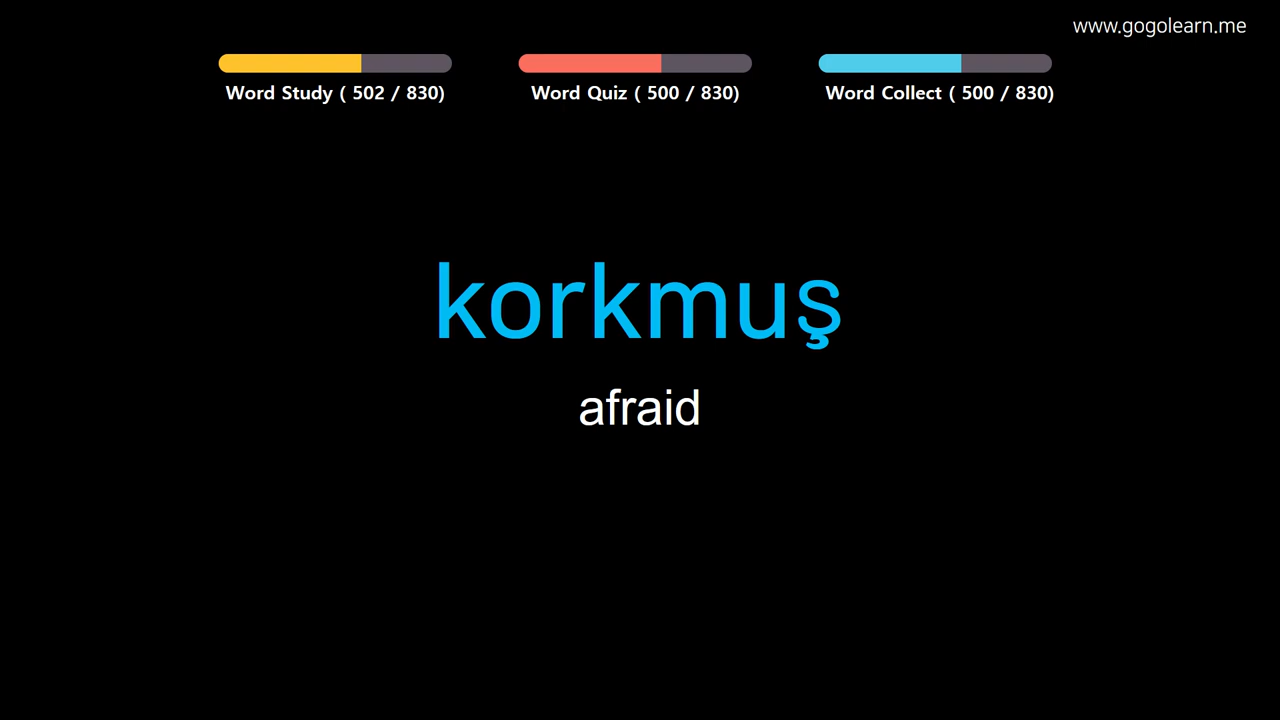 www.gogolearn.me
Word Study ( 502 / 830)
Word Quiz ( 500 / 830)
Word Collect ( 500 / 830)
korkmuş
afraid